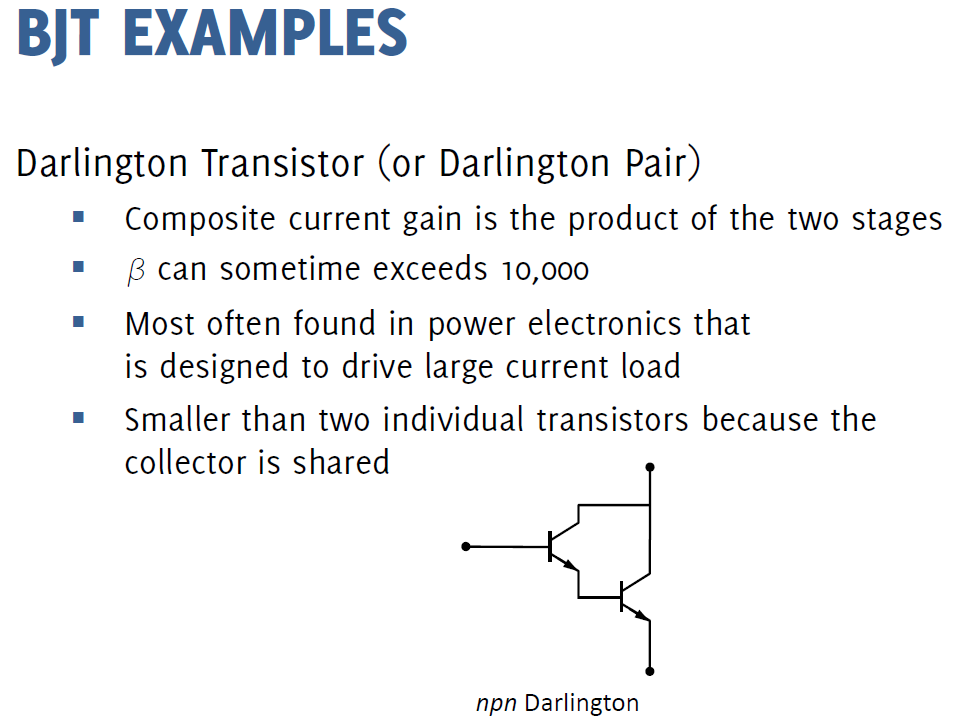 BJT EXAMPLES
Darlington Transistor (or Darlington Pair)
▪ Composite current gain is the product of the two stages
▪ β can sometime exceeds 10,000
▪ Most often found in power electronics that
is designed to drive large current load
▪ Smaller than two individual transistors because the
collector is shared
npn Darlington